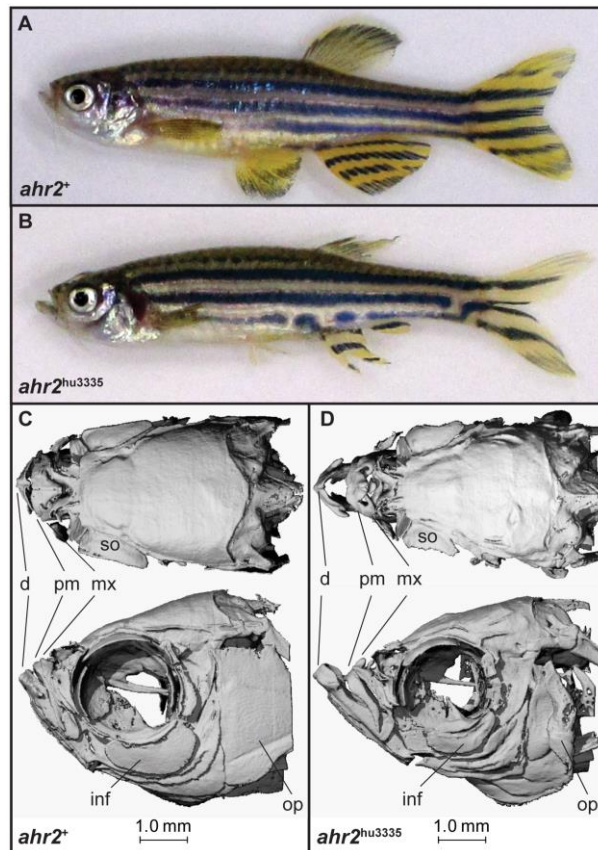 A
ahr2+
B
ahr2hu3335
C
D
so
so
d pm mx
d pm mx
inf
op
inf
op
ahr2+
1.0 mm
ahr2hu3335
1.0 mm